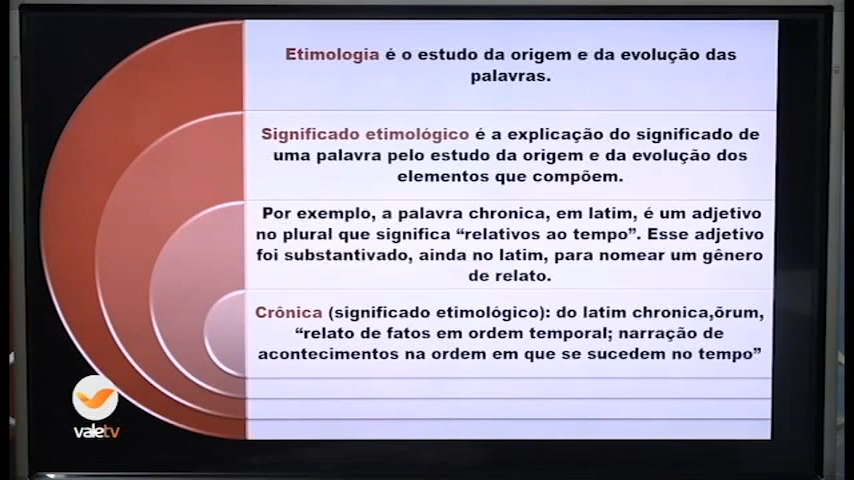 Etimologia é o estudo da origem e da evolução das
palavras.
Significado etimológico é a explicação do significado de
uma palavra pelo estudo da origem e da evolução dos
elementos que compõem.
Por exemplo, a palavra chronica, em latim, é um adjetivo
no plural que significa “relativos ao tempo”. Esse adjetivo
foi substantivado, ainda no latim, para nomear um gênero
de relato.
Crônica (significado etimológico): do latim chronica,ōrum,
“relato de fatos em ordem temporal; narração de
acontecimentos na ordem em que se sucedem no tempo”
valetv